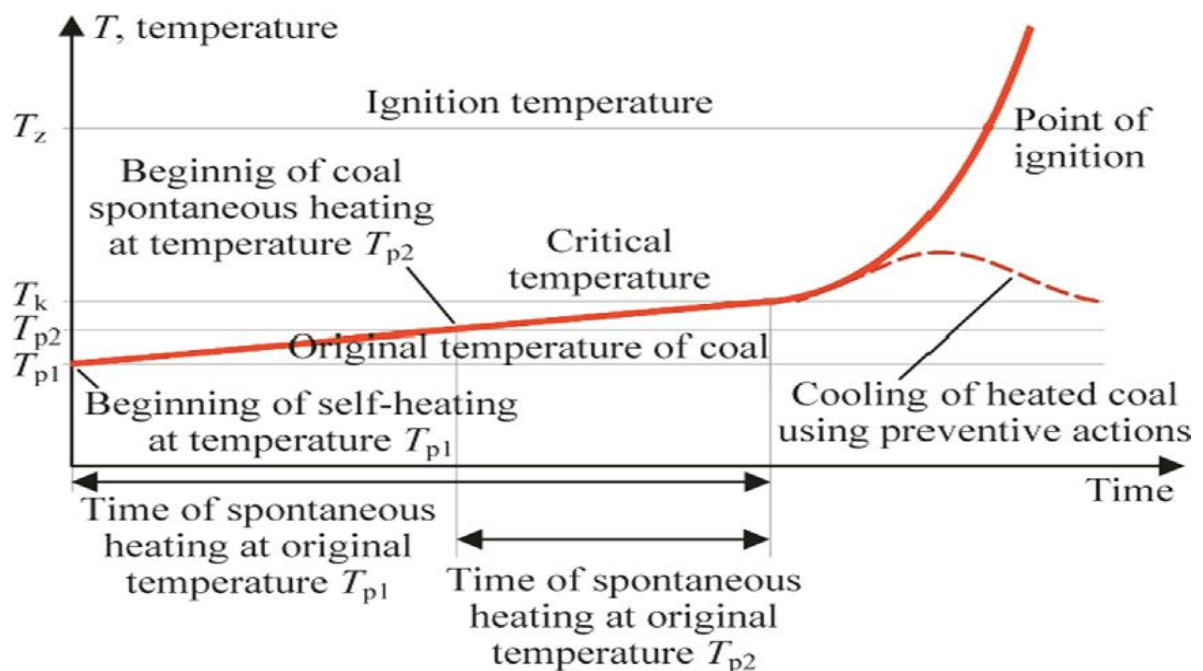 T, temperature
Ignition temperature
Tz
Point of
ignition
Beginnig of coal
spontaneous heating
at temperature Tp2
Critical
temperature
Tk
Tp2
Original temperature of coal
Tp1
Beginning of self-heating
at temperature Tp1
Cooling of heated coal
using preventive actions
Time
Time of spontaneous
heating at original
temperature Tp1
Time of spontaneous
heating at original
temperature Tp2